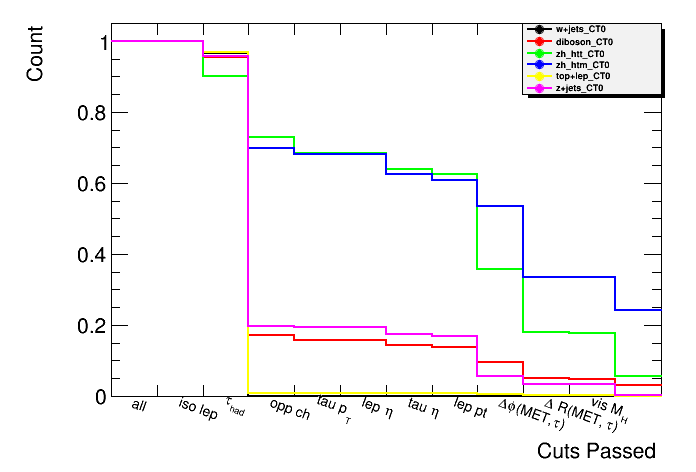 Count
1
0.8
0.6
0.4
0.2
0
w+jets_CT0
diboson_CT0
zh_htt_CT0
zh_htm_CT0
top+lep_CT0
z+jets_CT0
all
iso lep
τhad
opp ch
tau pT
lep η
tau η
lep pt
Δϕ(MET, τ)
Δ R(MET, τ)
vis MH
Cuts Passed